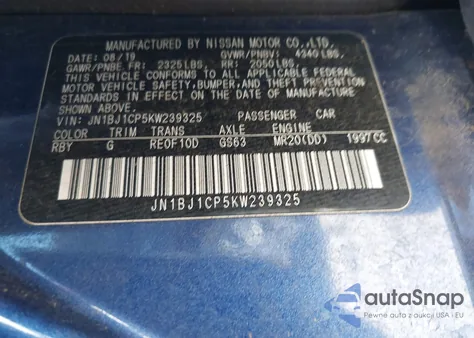 MANUFACTURED BY NISSAN MOTOR CO., LTD.
DATE: 08/19 GVWR/PNBV: 4340 LBS.
GAWR/PNBE FR: 2325 LBS. RR: 2050 LBS.
THIS VEHICLE CONFORMS TO ALL APPLICABLE FEDERAL
MOTOR VEHICLE SAFETY, BUMPER, AND THEFT PREVENTION
STANDARDS IN EFFECT ON THE DATE OF MANUFACTURE
SHOWN ABOVE.
VIN: JN1BJ1CP5KW239325 PASSENGER CAR
COLOR TRIM TRANS AXLE ENGINE
RBY G RE0F10D GS63 MR20(DD) 1997CC
JN1BJ1CP5KW239325
autoSnap
Pewne auto z aukcji USA i EU